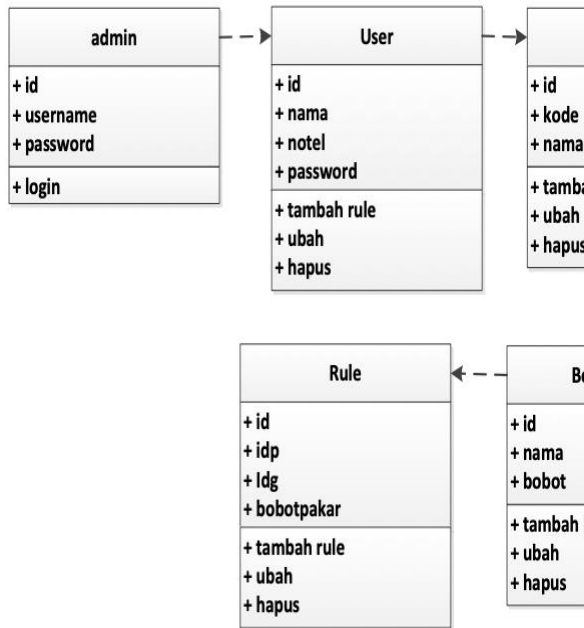 admin
+ id
+ username
+ password
+ login
User
+ id
+ nama
+ notel
+ password
+ tambah rule
+ ubah
+ hapus
+ id
+ kode
+ nama
+ ubah
+ hapus
Rule
+ id
+ idp
+ Idg
+ bobotpakar
+ tambah rule
+ ubah
+ hapus
+ id
+ nama
+ bobot
+ tambah
+ ubah
+ hapus